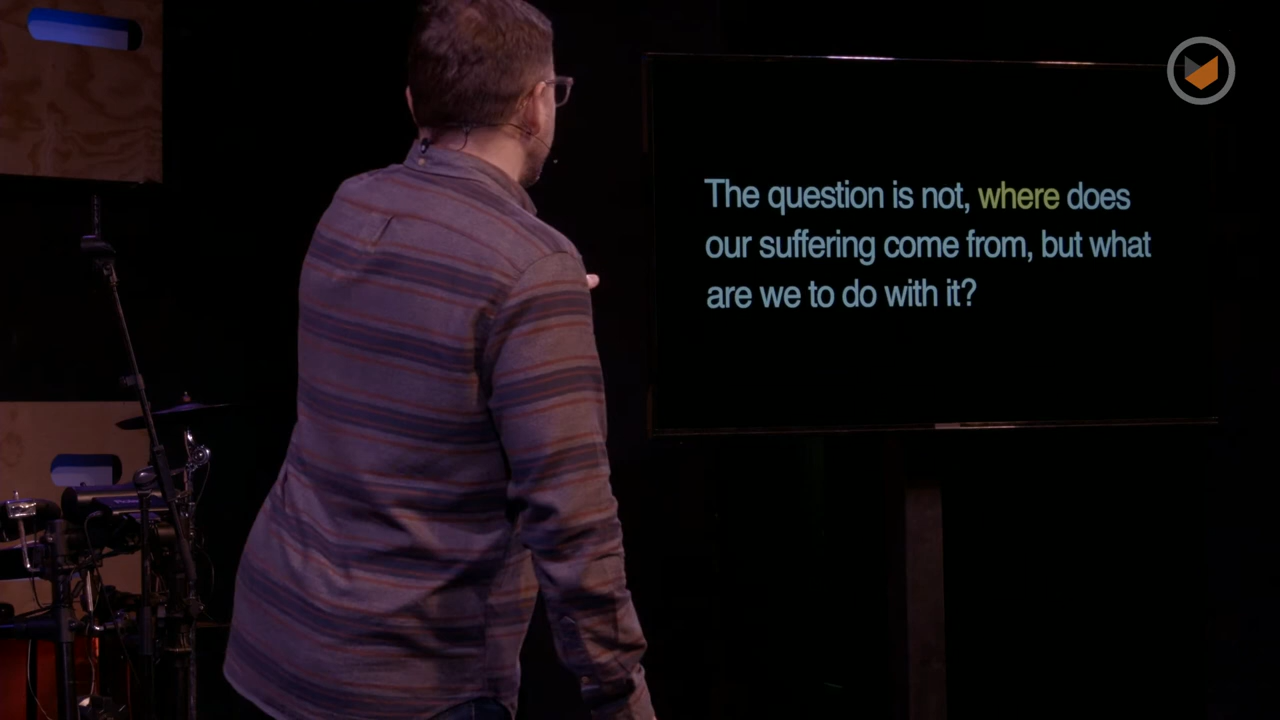 The question is not, where does
our suffering come from, but what
are we to do with it?